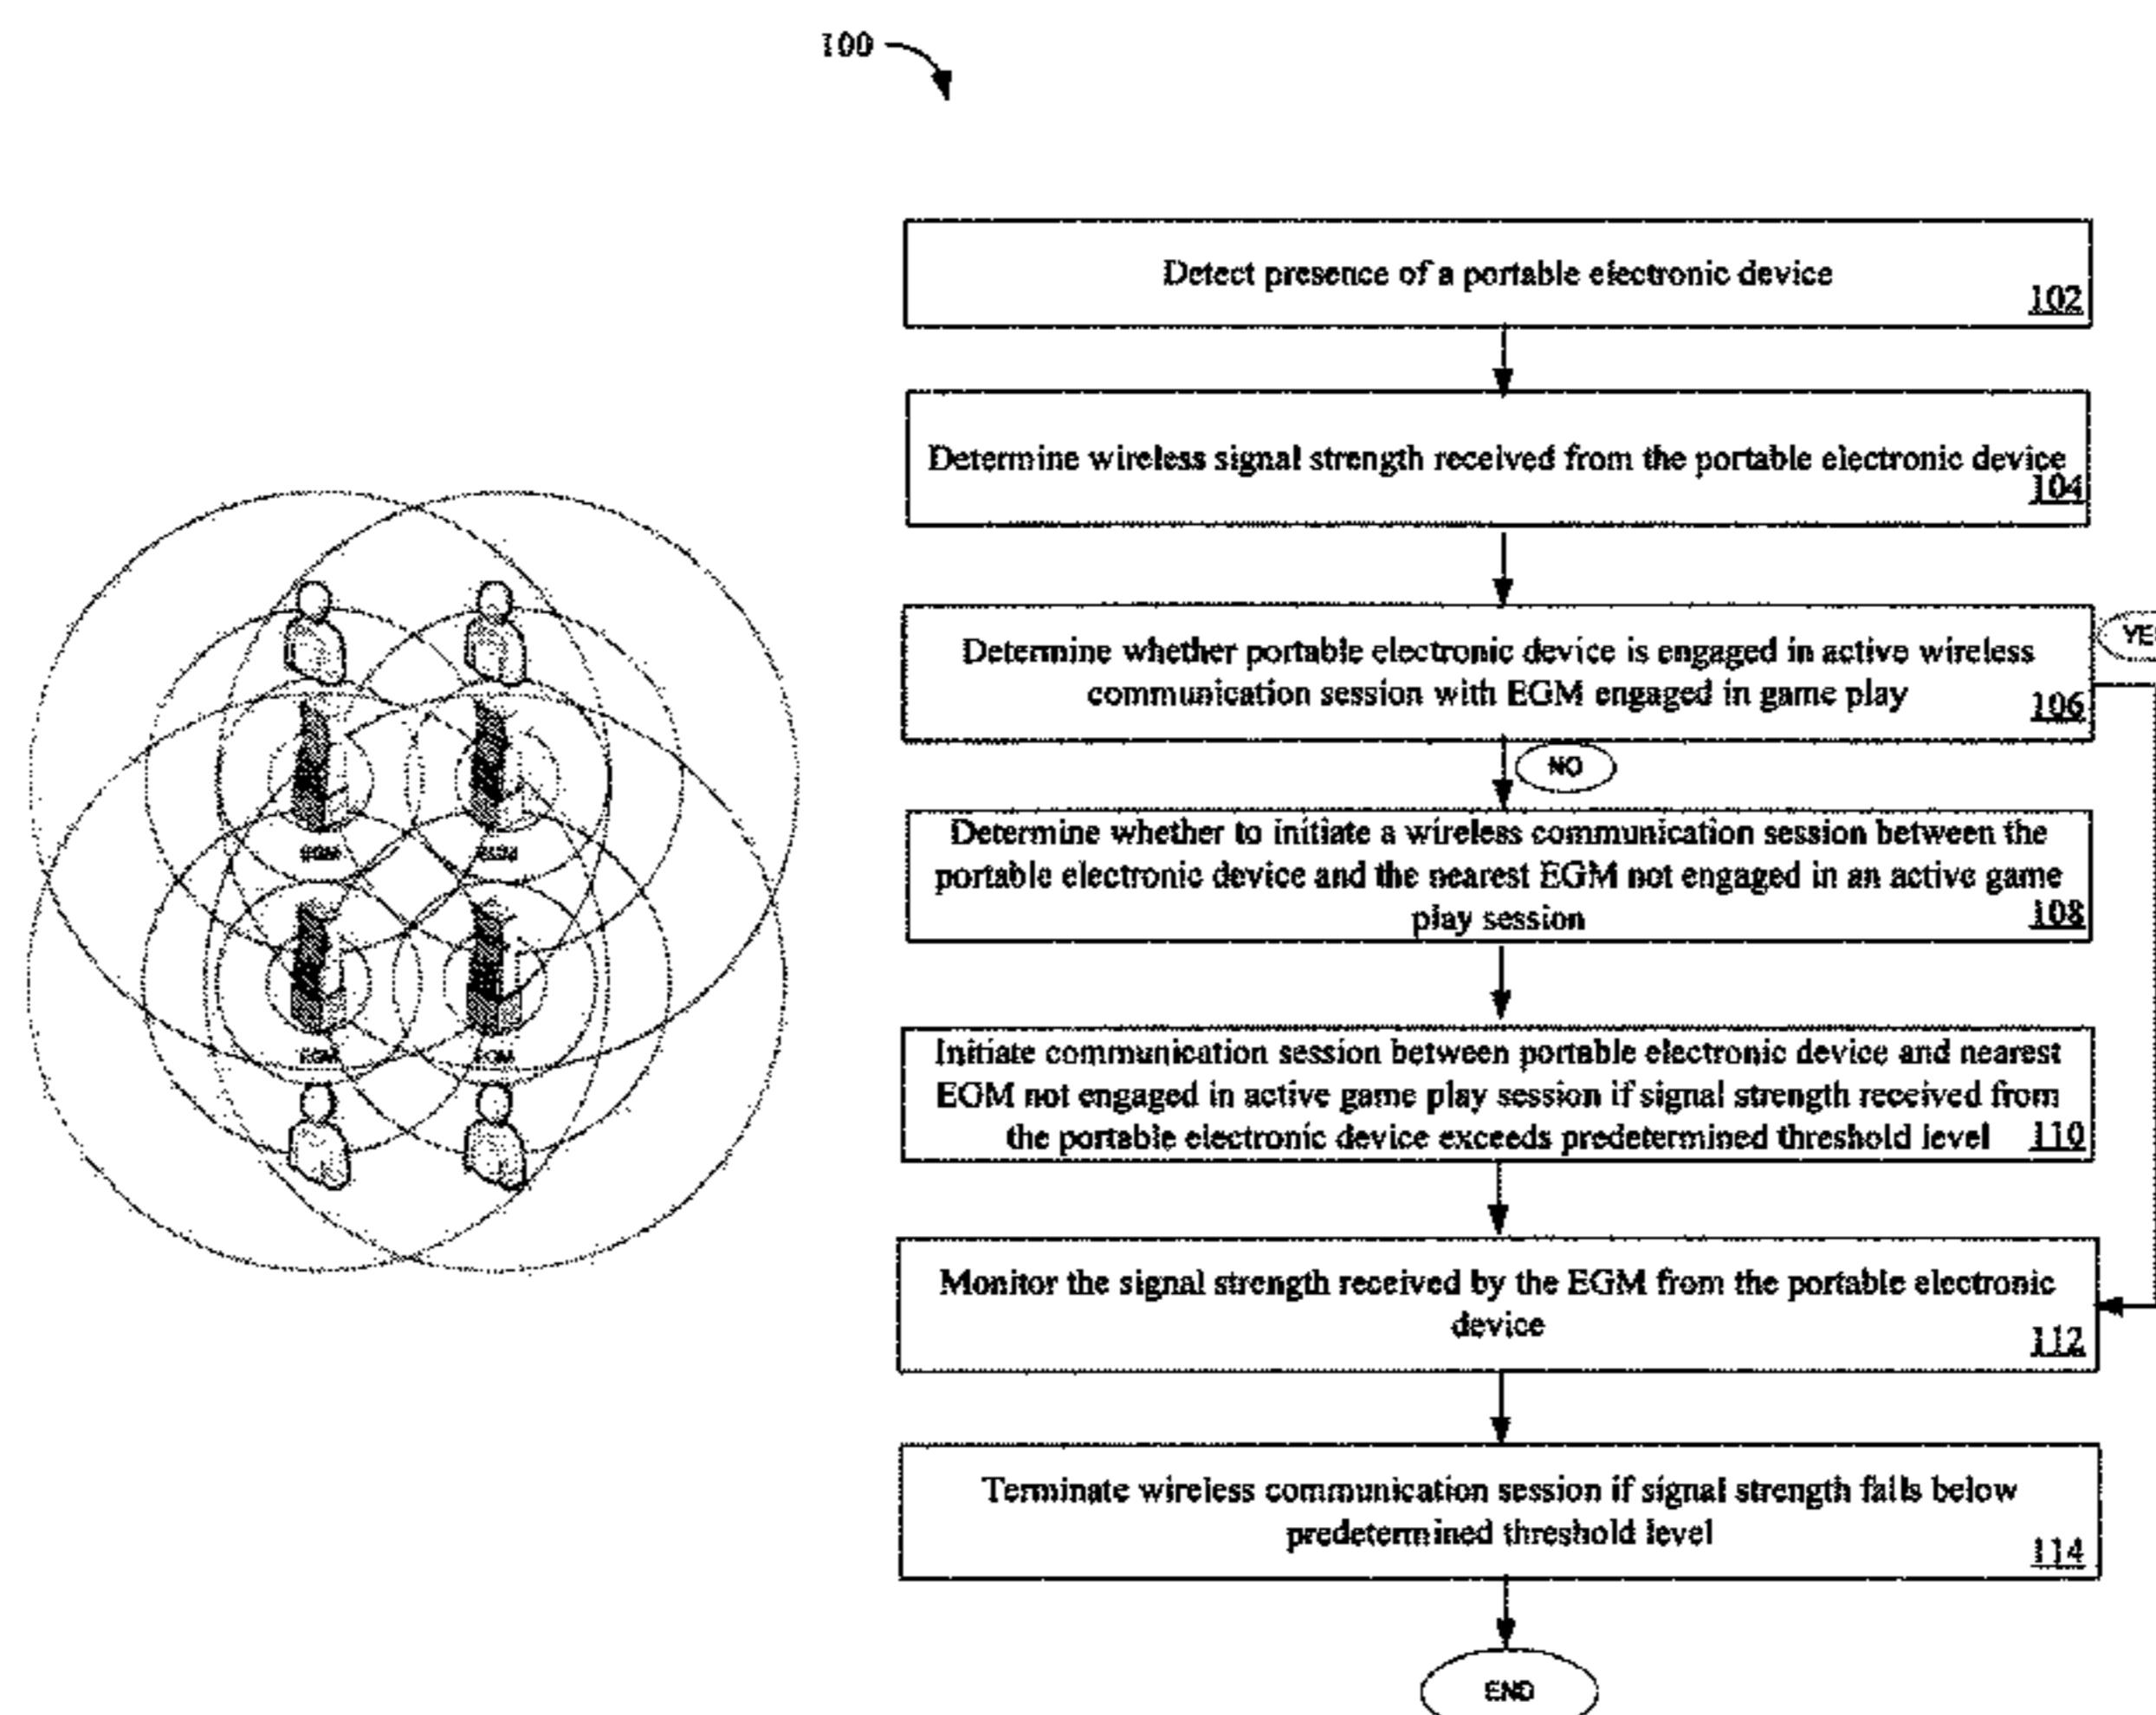 100
Detect presence of a portable electronic device
102
Determine wireless signal strength received from the portable electronic device
104
Determine whether portable electronic device is engaged in active wireless
communication session with EGM engaged in game play
106
NO
Determine whether to initiate a wireless communication session between the
portable electronic device and the nearest EGM not engaged in an active game
play session
108
Initiate communication session between portable electronic device and nearest
EGM not engaged in active game play session if signal strength received from
the portable electronic device exceeds predetermined threshold level
110
Monitor the signal strength received by the EGM from the portable electronic
device
112
Terminate wireless communication session if signal strength falls below
predetermined threshold level
114
END
EGM
EGM
EGM
EGM